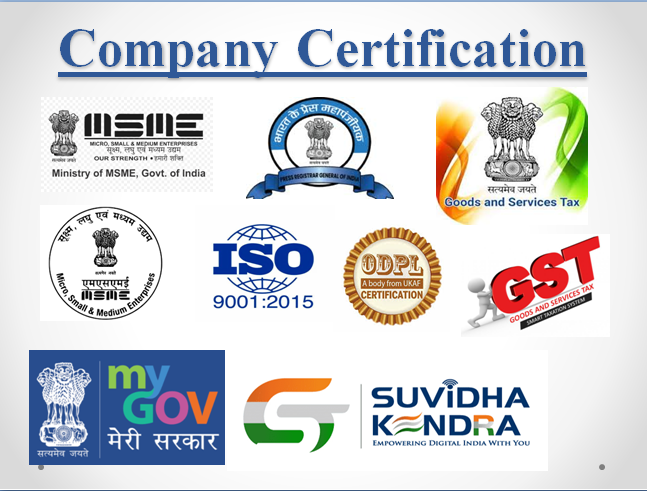 Company Certification
MSME
MICRO, SMALL & MEDIUM ENTERPRISES
सूक्ष्म, लघु एवं मध्यम उद्यम
OUR STRENGTH • हमारी शक्ति
सत्यमेव जयते
Ministry of MSME, Govt. of India
भारत के प्रेस महापंजीयक
PRESS REGISTRAR GENERAL OF INDIA
सत्यमेव जयते
Goods and Services Tax
सूक्ष्म, लघु एवं मध्यम उद्यम
सत्यमेव जयते
एमएसएमई
MSME
Micro, Small & Medium Enterprises
ISO
9001:2015
ODPL
A body from UKAF
CERTIFICATION
GST
GOODS AND SERVICES TAX
SMART TAXATION SYSTEM
सत्यमेव जयते
my
GOV
मेरी सरकार
SUVIDHA
KENDRA
EMPOWERING DIGITAL INDIA WITH YOU